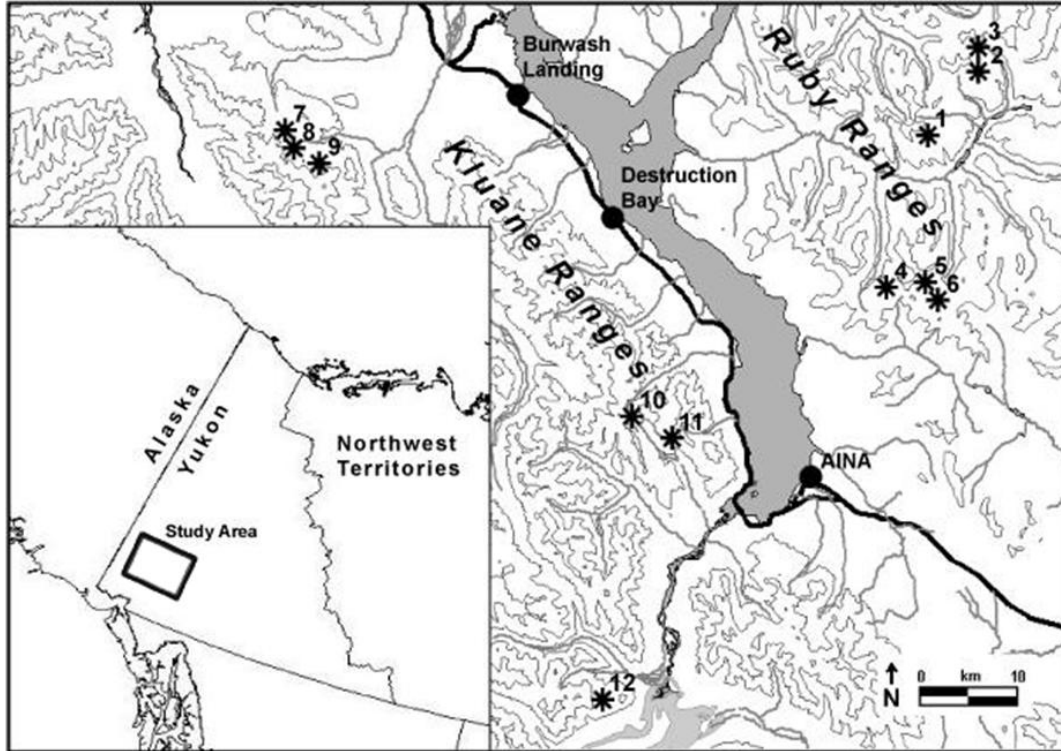 Burwash
Landing
Ruby Ranges
3
2
1
7
8
9
Kluane Ranges
Destruction
Bay
5
4
6
10
11
AINA
Alaska
Yukon
Northwest
Territories
Study Area
12
0 km 10
N